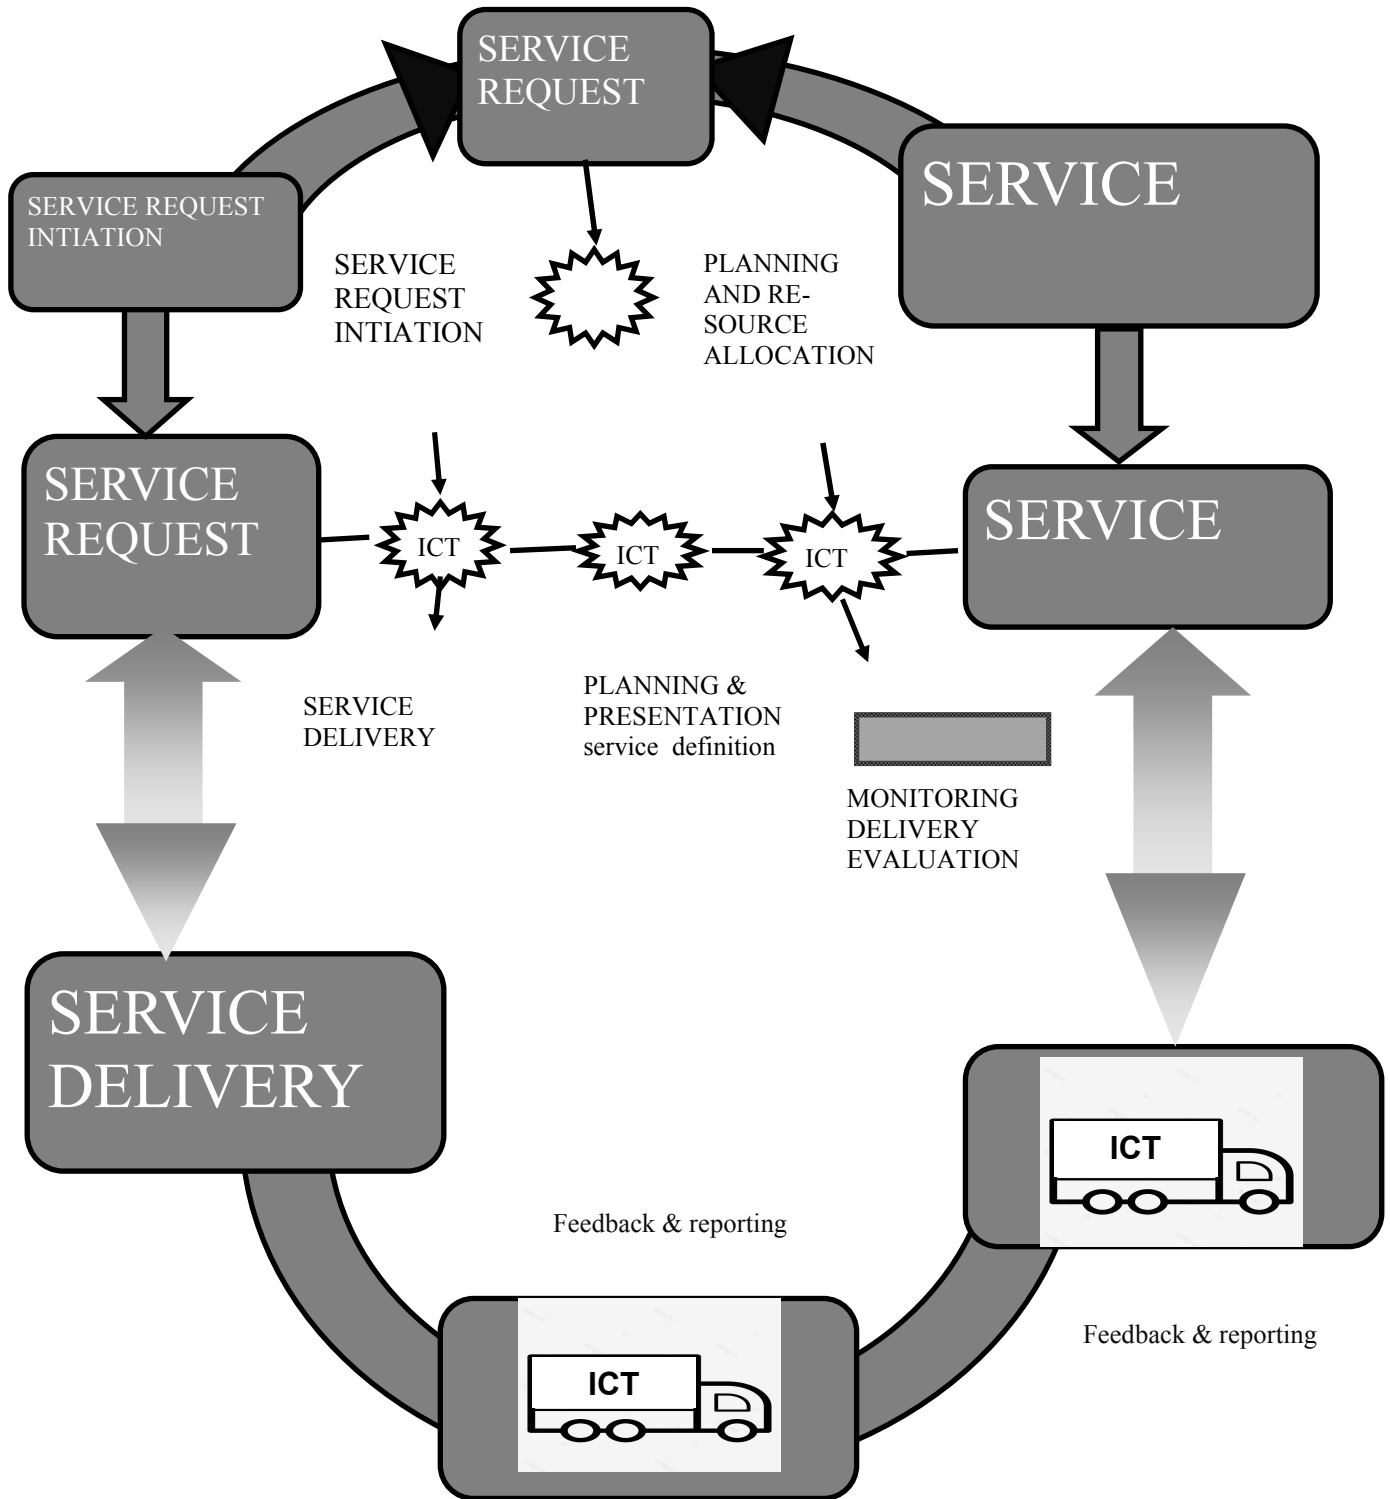 SERVICE
REQUEST
SERVICE
SERVICE REQUEST
INTIATION
SERVICE
REQUEST
INTIATION
PLANNING
AND RE-
SOURCE
ALLOCATION
SERVICE
REQUEST
ICT
ICT
ICT
SERVICE
SERVICE
DELIVERY
PLANNING &
PRESENTATION
service definition
MONITORING
DELIVERY
EVALUATION
SERVICE
DELIVERY
ICT
Feedback & reporting
Feedback & reporting
ICT